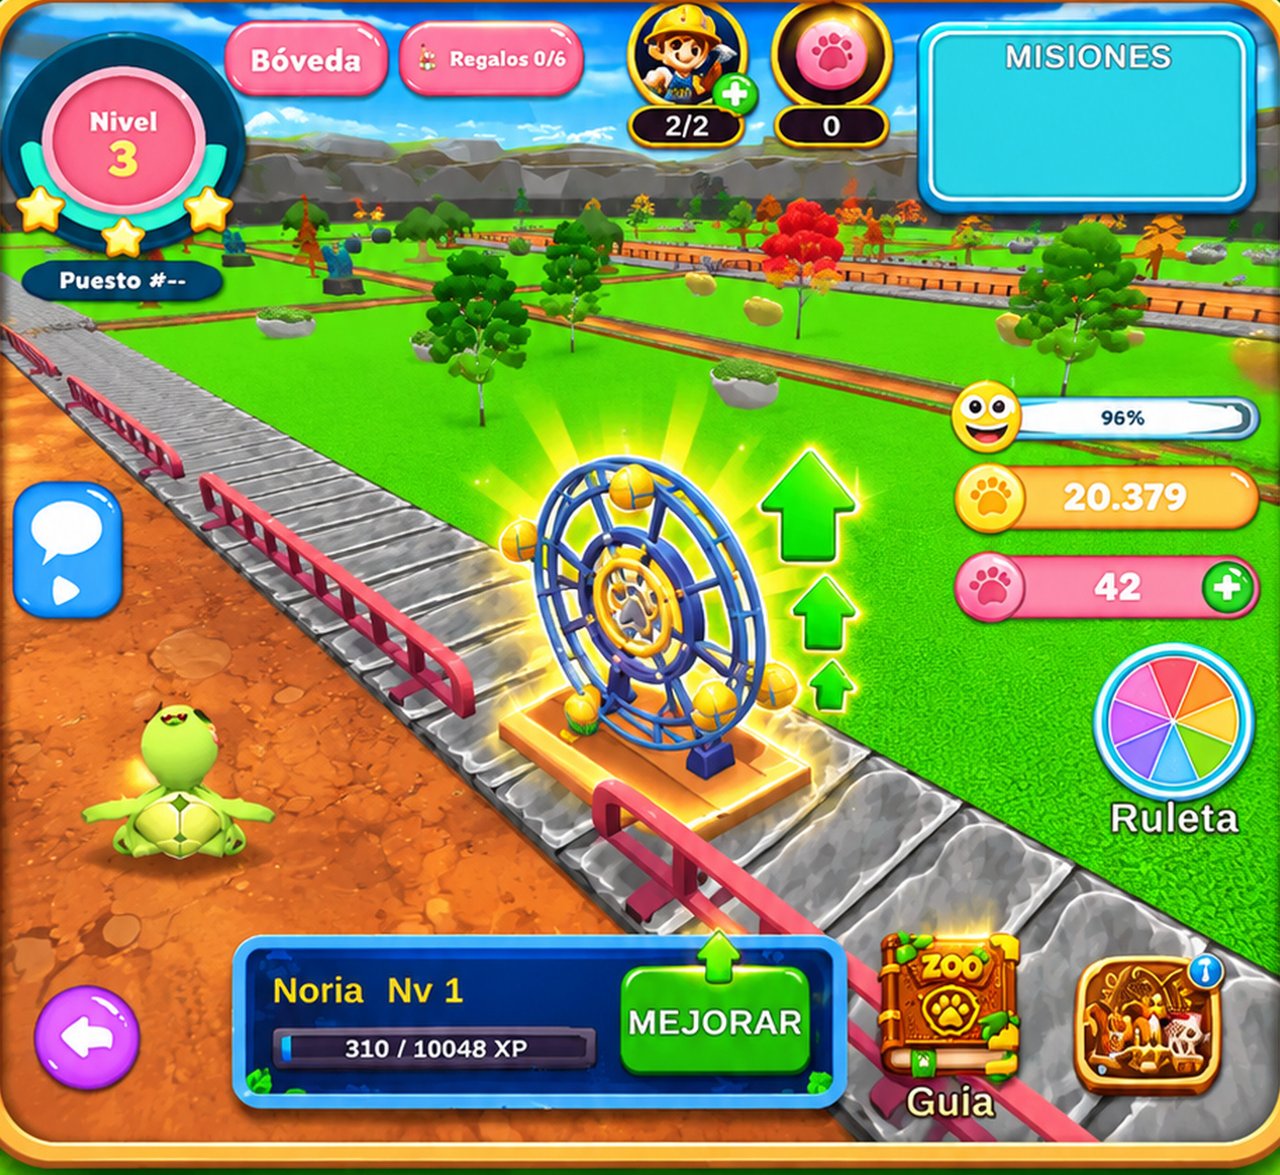 Bóveda
Regalos 0/6
MISIONES
Nivel
3
2/2
0
Puesto #--
96%
20.379
42
Ruleta
Noria Nv 1
310 / 10048 XP
MEJORAR
ZOO
Guia